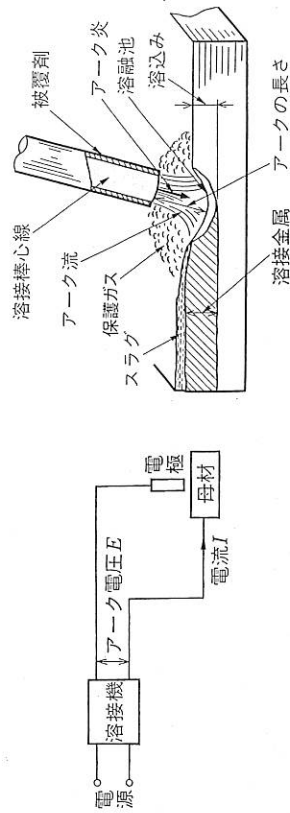 電源
溶接機
アーク電圧E
電極
母材
電流I
溶接棒心線
被覆剤
アーク流
アーク炎
保護ガス
溶融池
スラグ
溶込み
アークの長さ
溶接金属